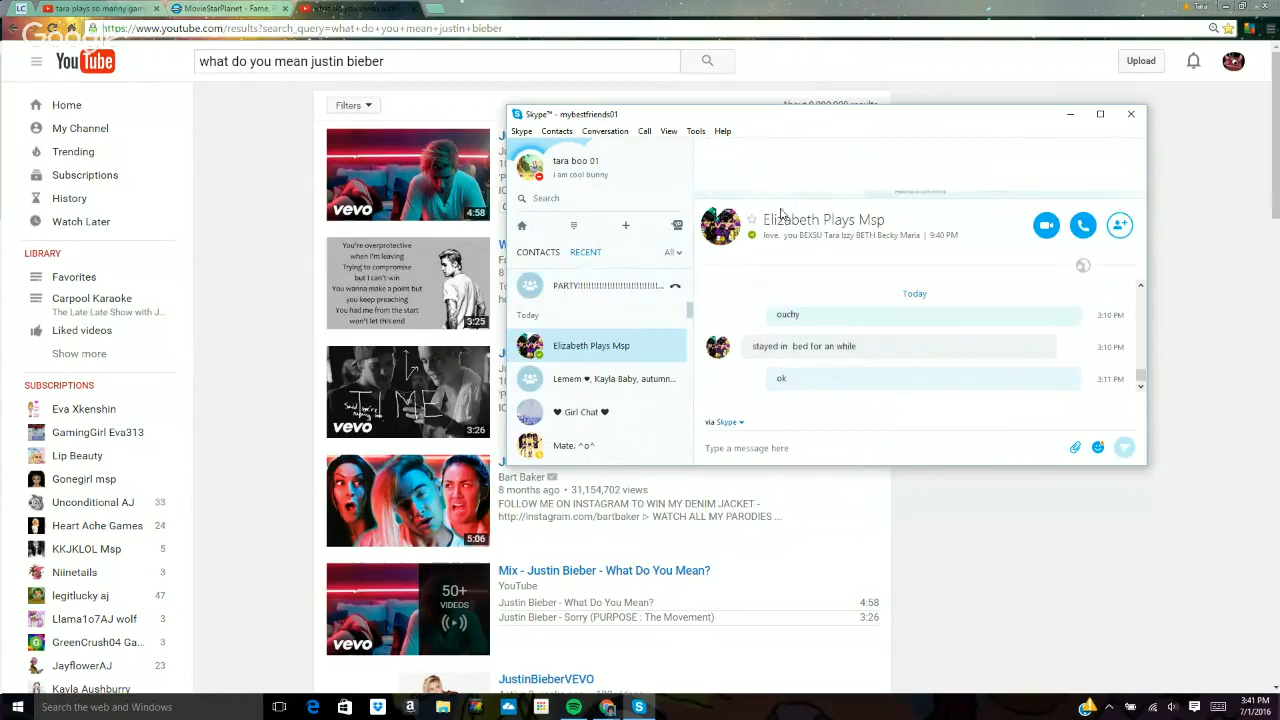 LC
tara plays so manny gam
MovieStarPlanet - Fame, F
what do you mean
https://www.youtube.com/results?search_query=what+do+you+mean+justin+bieber
YouTube
what do you mean justin bieber
Upload
Home
My Channel
Trending
Subscriptions
History
Watch Later
LIBRARY
Favorites
Carpool Karaoke
The Late Late Show with J...
Liked videos
Show more
SUBSCRIPTIONS
Eva Xkenshin
GamingGirl Eva313
Lip Beauty
Gonegirl msp
Unconditional AJ 33
Heart Ache Games 24
KKJKLOL Msp 5
Niinetails 3
legitlucky aj 47
Llama1o7AJ wolf 3
GreenCrush04 Ga... 3
JayflowerAJ 23
Kayla Aushburry
Filters
vevo
4:58
You're overprotective
when I'm leaving
Trying to compromise
but I can't win
You wanna make a point but
you keep preaching
You had me from the start
won't let this end
3:25
TIME
vevo
3:26
5:06
50+
VIDEOS
vevo
Skype™ - mybestfriends01
Skype Contacts Conversation Call View Tools Help
tara boo 01
i am cool bunny
Search
CONTACTS RECENT All
PARTY!!!!!!!!!!!!!!!!!!!!!!!!!!!!!!!...
Today
Elizabeth Plays Msp
Lemem ♥, Kayla Baby, autumn...
♥ Girl Chat ♥
Mate. ^o^
Elizabeth Plays Msp
love. you BEXSU Tara Izzy BETH Becky Maria | 9:40 PM
Today
ouchy 3:10 PM
stayed in bed for an while 3:10 PM
ok 3:11 PM
via Skype
Type a message here
Bart Baker
8 months ago • 31,154,702 views
FOLLOW ME ON INSTAGRAM TO WIN MY DENIM JACKET -
http://instagram.com/bartbaker ▷ WATCH ALL MY PARODIES ...
Mix - Justin Bieber - What Do You Mean?
YouTube
Justin Bieber - What Do You Mean? 4:58
Justin Bieber - Sorry (PURPOSE : The Movement) 3:26
JustinBieberVEVO
Search the web and Windows
3:41 PM
7/1/2016